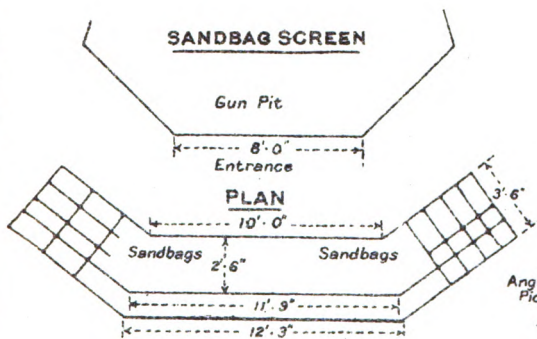 SANDBAG SCREEN
Gun Pit
8'·0"
Entrance
PLAN
10'·0"
3'·6"
Sandbags
Sandbags
2'·6"
11'·9"
12'·3"